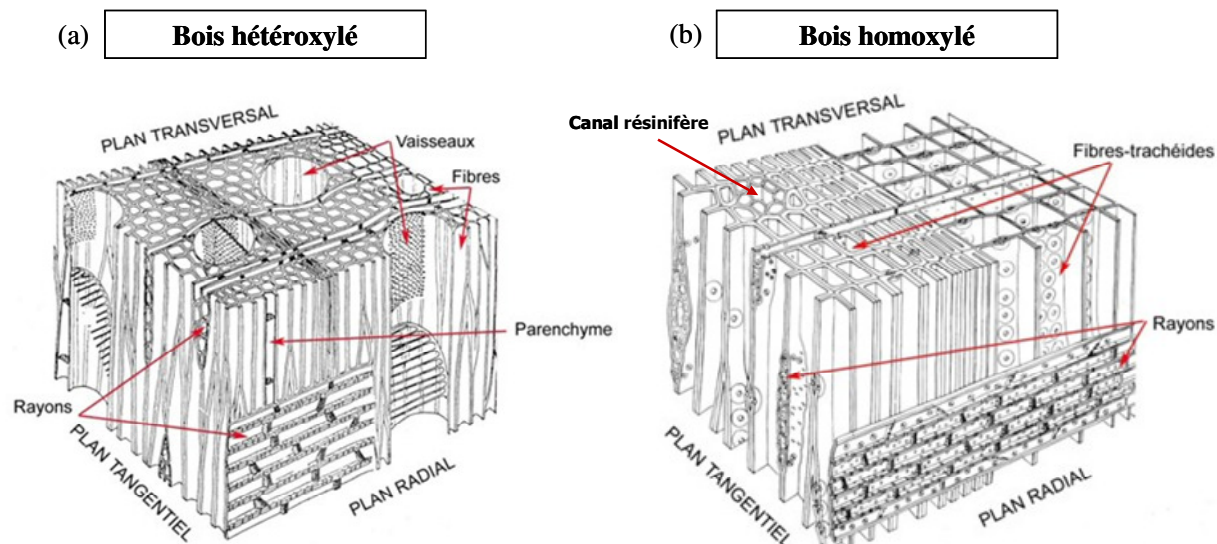 (a) Bois hétéroxylé
PLAN TRANSVERSAL
Vaisseaux
Fibres
Parenchyme
Rayons
PLAN TANGENTIEL
PLAN RADIAL
(b) Bois homoxylé
Canal résinifère
PLAN TRANSVERSAL
Fibres-trachéides
Rayons
PLAN TANGENTIEL
PLAN RADIAL